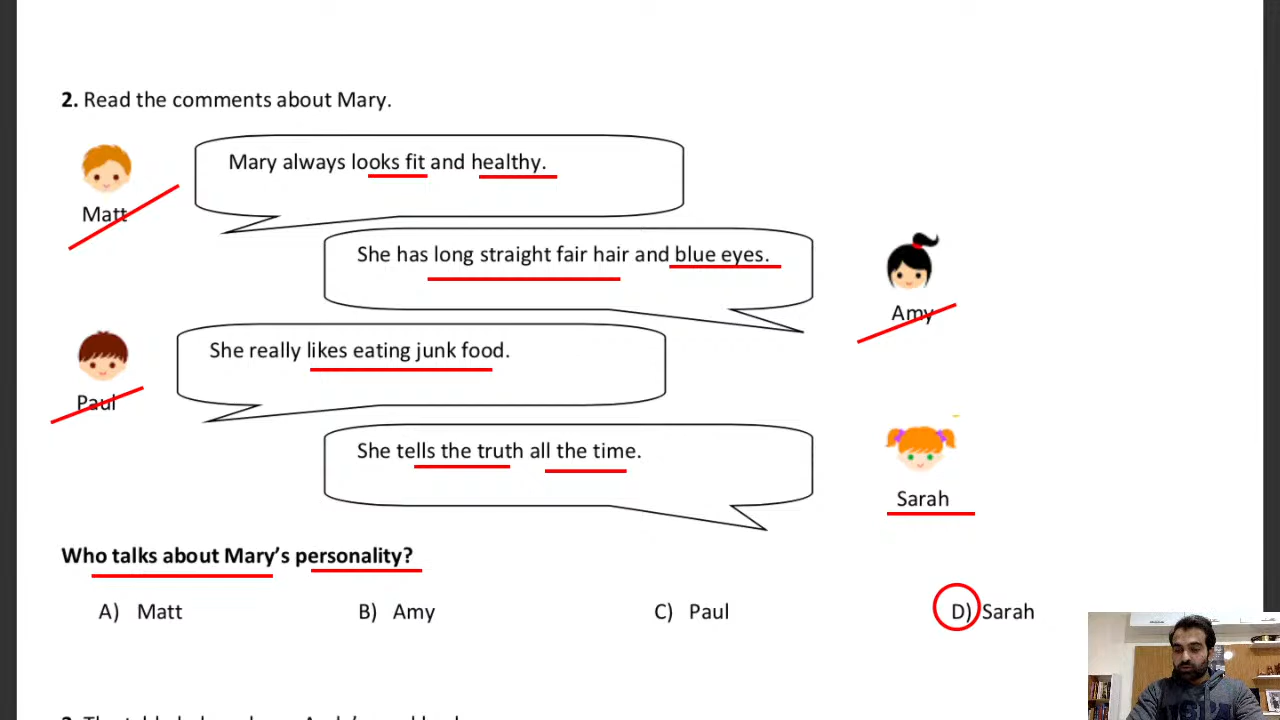 2. Read the comments about Mary.
Mary always looks fit and healthy.
Matt
She has long straight fair hair and blue eyes.
Amy
She really likes eating junk food.
Paul
She tells the truth all the time.
Sarah
Who talks about Mary's personality?
A) Matt B) Amy C) Paul D) Sarah